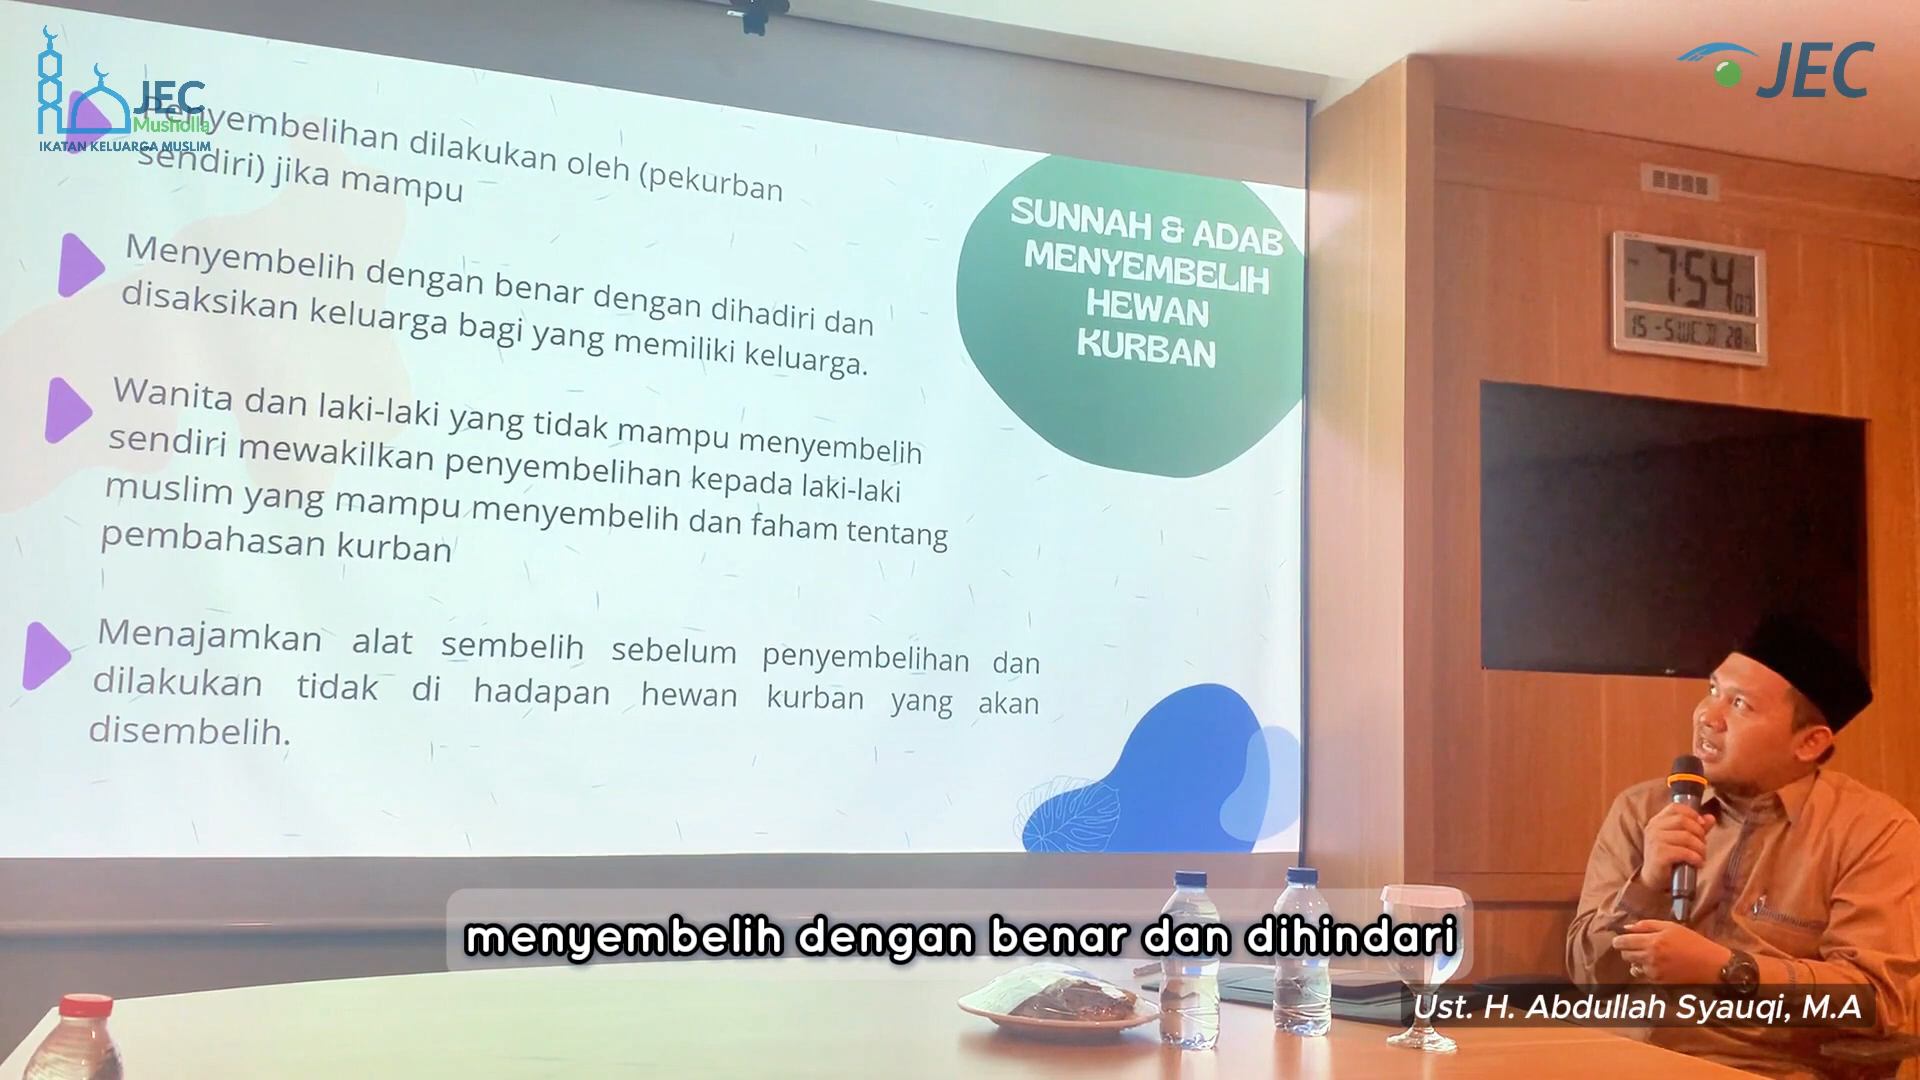 JEC
Musholla
IKATAN KELUARGA MUSLIM
JEC
Penyembelihan dilakukan oleh (pekurban
sendiri) jika mampu
Menyembelih dengan benar dengan dihadiri dan
disaksikan keluarga bagi yang memiliki keluarga.
Wanita dan laki-laki yang tidak mampu menyembelih
sendiri mewakilkan penyembelihan kepada laki-laki
muslim yang mampu menyembelih dan faham tentang
pembahasan kurban
Menajamkan alat sembelih sebelum penyembelihan dan
dilakukan tidak di hadapan hewan kurban yang akan
disembelih.
SUNNAH & ADAB
MENYEMBELIH
HEWAN
KURBAN
7:54
menyembelih dengan benar dan dihindari
Ust. H. Abdullah Syauqi, M.A